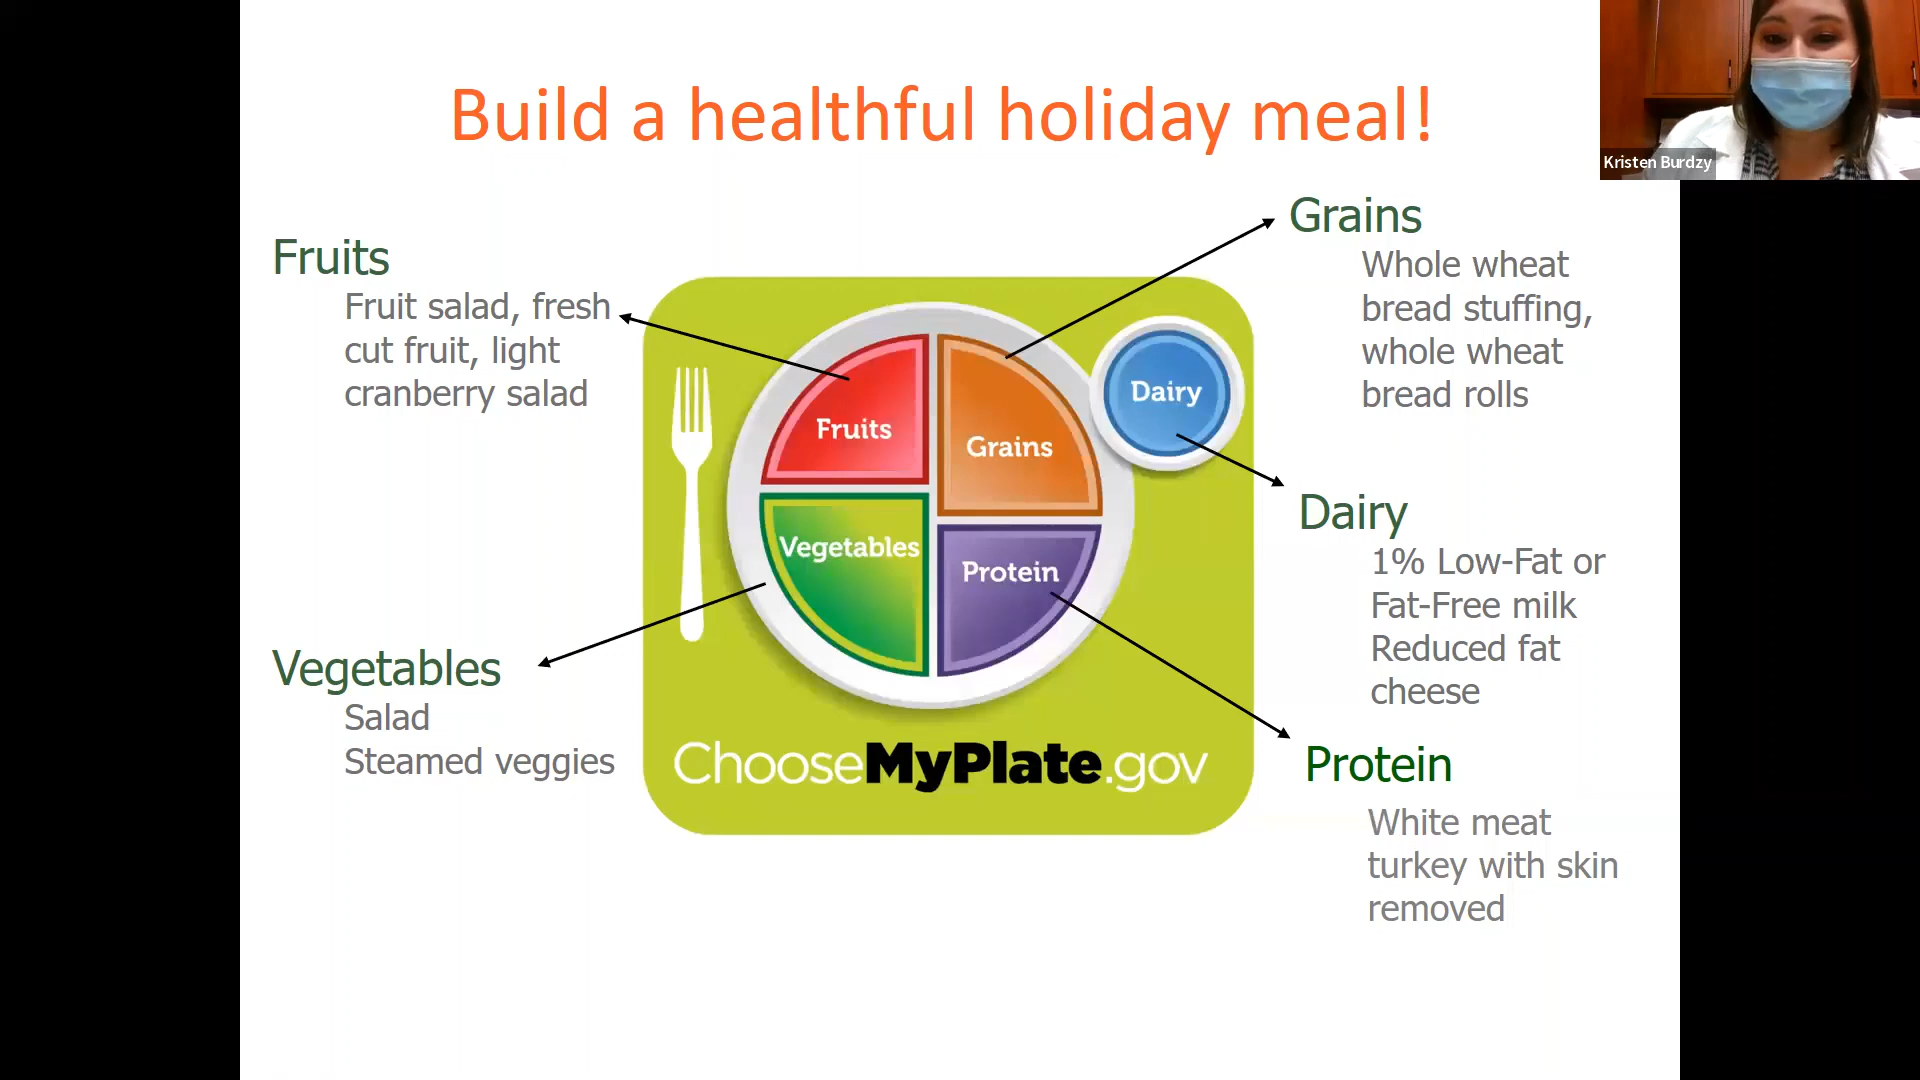 Build a healthful holiday meal!
Kristen Burdzy
Fruits
Fruit salad, fresh
cut fruit, light
cranberry salad
Vegetables
Salad
Steamed veggies
Fruits
Grains
Dairy
Vegetables
Protein
ChooseMyPlate.gov
Grains
Whole wheat
bread stuffing,
whole wheat
bread rolls
Dairy
1% Low-Fat or
Fat-Free milk
Reduced fat
cheese
Protein
White meat
turkey with skin
removed